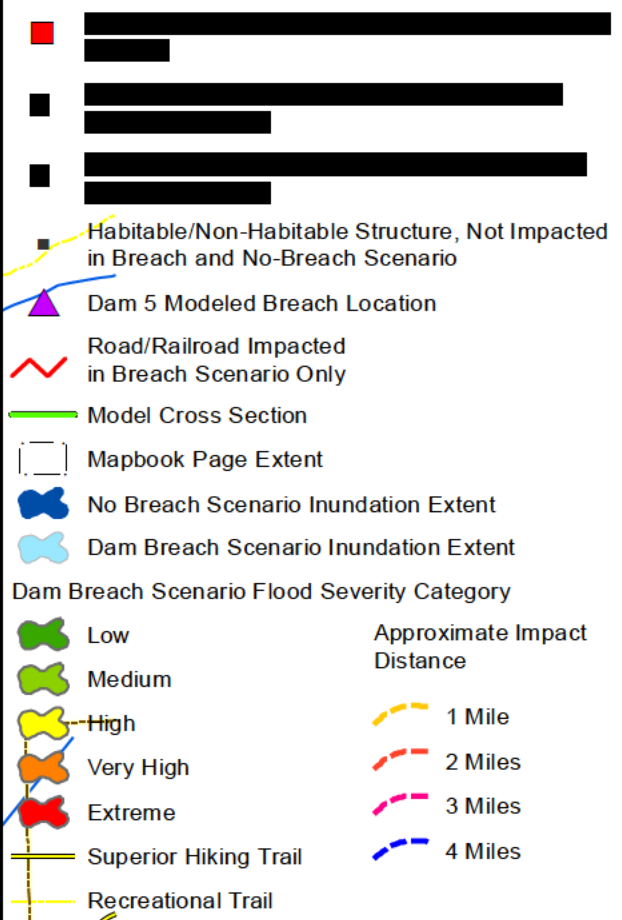 Habitable/Non-Habitable Structure, Not Impacted
in Breach and No-Breach Scenario
Dam 5 Modeled Breach Location
Road/Railroad Impacted
in Breach Scenario Only
Model Cross Section
Mapbook Page Extent
No Breach Scenario Inundation Extent
Dam Breach Scenario Inundation Extent
Dam Breach Scenario Flood Severity Category
Low
Medium
High
Very High
Extreme
Superior Hiking Trail
Recreational Trail
Approximate Impact
Distance
1 Mile
2 Miles
3 Miles
4 Miles